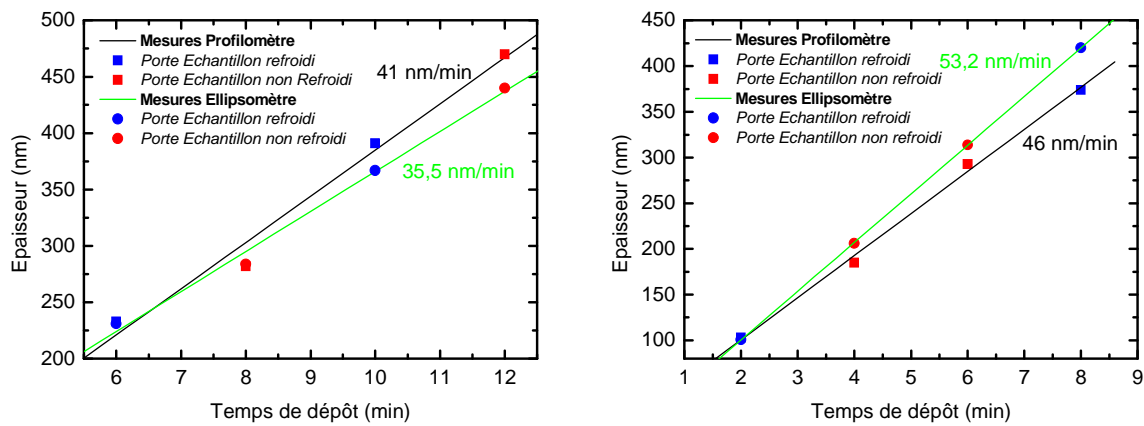 500
450
400
350
300
250
200
Epaisseur (nm)
Mesures Profilomètre
Porte Echantillon refroidi
Porte Echantillon non Refroidi
Mesures Ellipsomètre
Porte Echantillon refroidi
Porte Echantillon non refroidi
41 nm/min
35,5 nm/min
6 7 8 9 10 11 12
Temps de dépôt (min)
450
400
350
300
250
200
150
100
Epaisseur (nm)
Mesures Profilomètre
Porte Echantillon refroidi
Porte Echantillon non refroidi
Mesures Ellipsomètre
Porte Echantillon refroidi
Porte Echantillon non refroidi
53,2 nm/min
46 nm/min
1 2 3 4 5 6 7 8 9
Temps de dépôt (min)